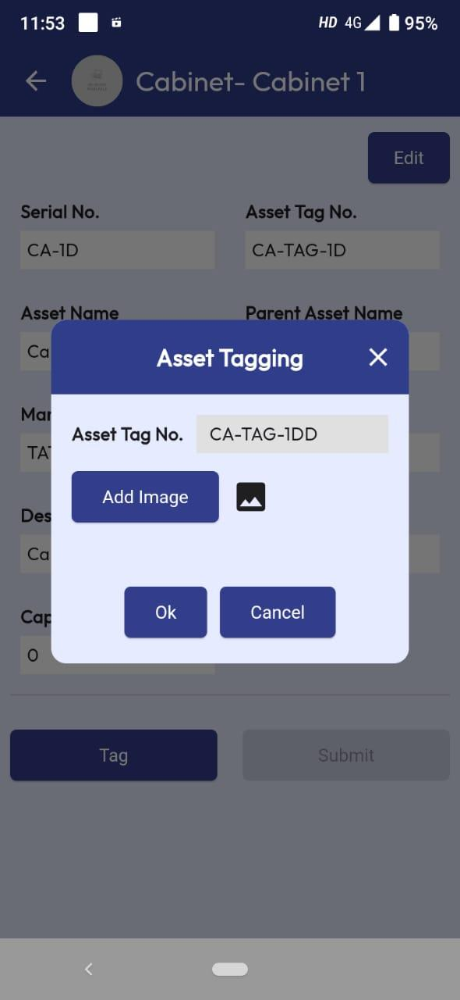 11:53 HD 4G 95%
Cabinet- Cabinet 1
Edit
Serial No. Asset Tag No.
CA-1D CA-TAG-1D
Asset Name Parent Asset Name
Ca
Asset Tagging
Asset Tag No. CA-TAG-1DD
Add Image
TA
Des
Ca
Ok Cancel
Cap
0
Tag Submit